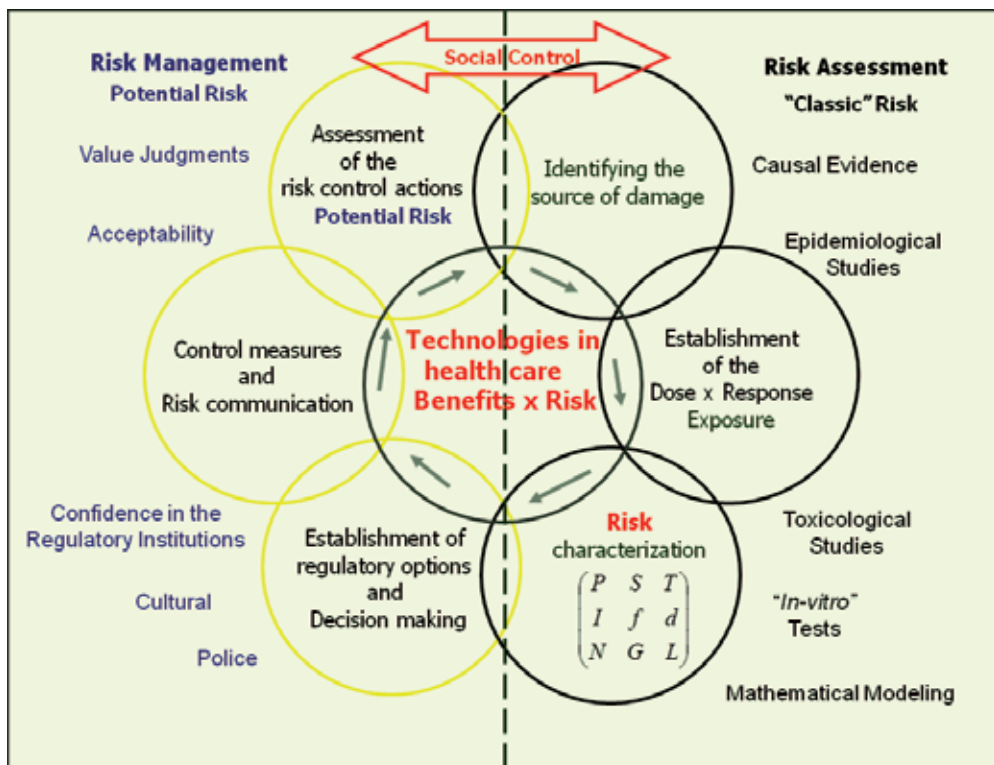 Social Control
Risk Management
Potential Risk
Value Judgments
Acceptability
Confidence in the
Regulatory Institutions
Cultural
Police
Assessment
of the
risk control actions
Potential Risk
Control measures
and
Risk communication
Establishment of
regulatory options
and
Decision making
Technologies in
health care
Benefits x Risk
Identifying the
source of damage
Establishment
of the
Dose x Response
Exposure
Risk
characterization
P S T
I f d
N G L
Risk Assessment
"Classic" Risk
Causal Evidence
Epidemiological
Studies
Toxicological
Studies
"In-vitro"
Tests
Mathematical Modeling